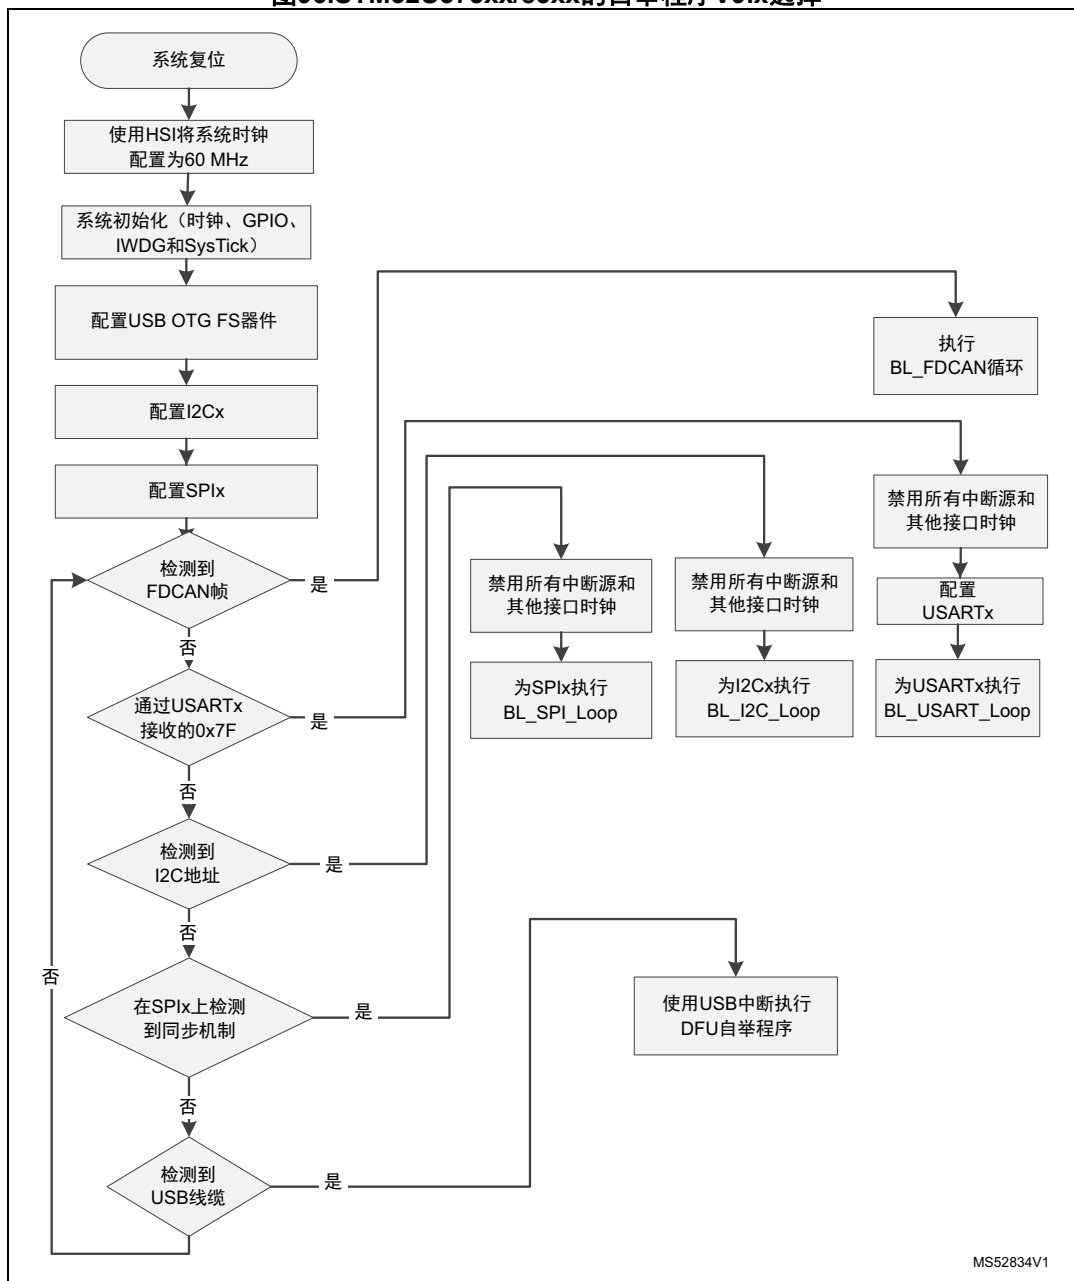 系统复位
使用HSI将系统时钟
配置为60 MHz
系统初始化（时钟、GPIO、
IWDG和SysTick）
配置USB OTG FS器件
配置I2Cx
配置SPIx
检测到
FDCAN帧
是
否
通过USARTx
接收的0x7F
是
否
检测到
I2C地址
是
否
在SPIx上检测
到同步机制
是
否
检测到
USB线缆
是
否
执行
BL_FDCAN循环
禁用所有中断源和
其他接口时钟
配置
USARTx
为USARTx执行
BL_USART_Loop
禁用所有中断源和
其他接口时钟
为I2Cx执行
BL_I2C_Loop
禁用所有中断源和
其他接口时钟
为SPIx执行
BL_SPI_Loop
使用USB中断执行
DFU自举程序
MS52834V1